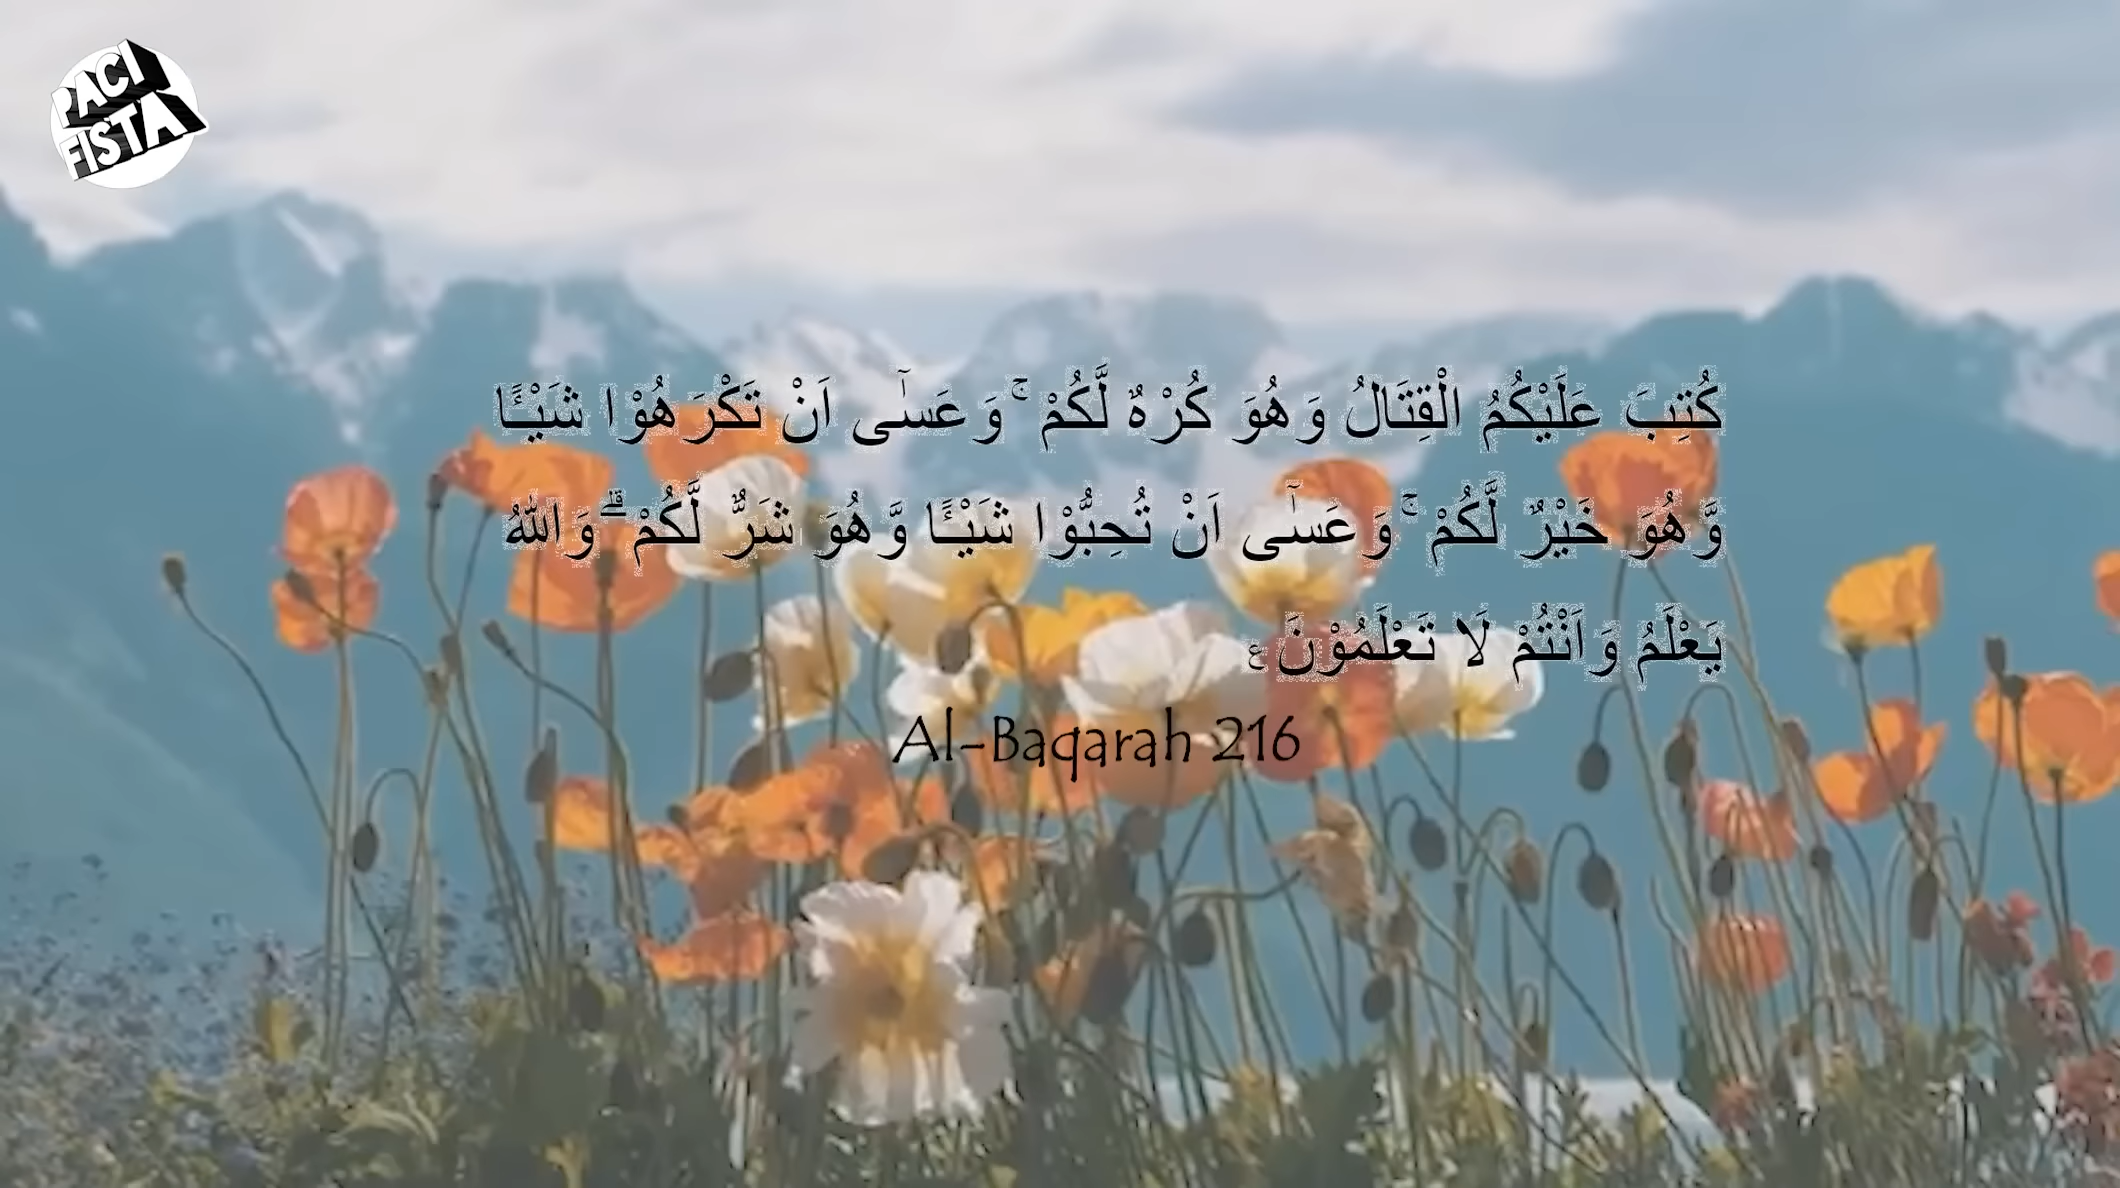 PACI
FISTA
كُتِبَ عَلَيْكُمُ الْقِتَالُ وَهُوَ كُرْهٌ لَّكُمْ ۚ وَعَسٰٓى اَنْ تَكْرَهُوْا شَيْـًٔا
وَّهُوَ خَيْرٌ لَّكُمْ ۚ وَعَسٰٓى اَنْ تُحِبُّوْا شَيْـًٔا وَّهُوَ شَرٌّ لَّكُمْ ۗ وَاللّٰهُ
يَعْلَمُ وَاَنْتُمْ لَا تَعْلَمُوْنَ ࣖ
Al-Baqarah 216